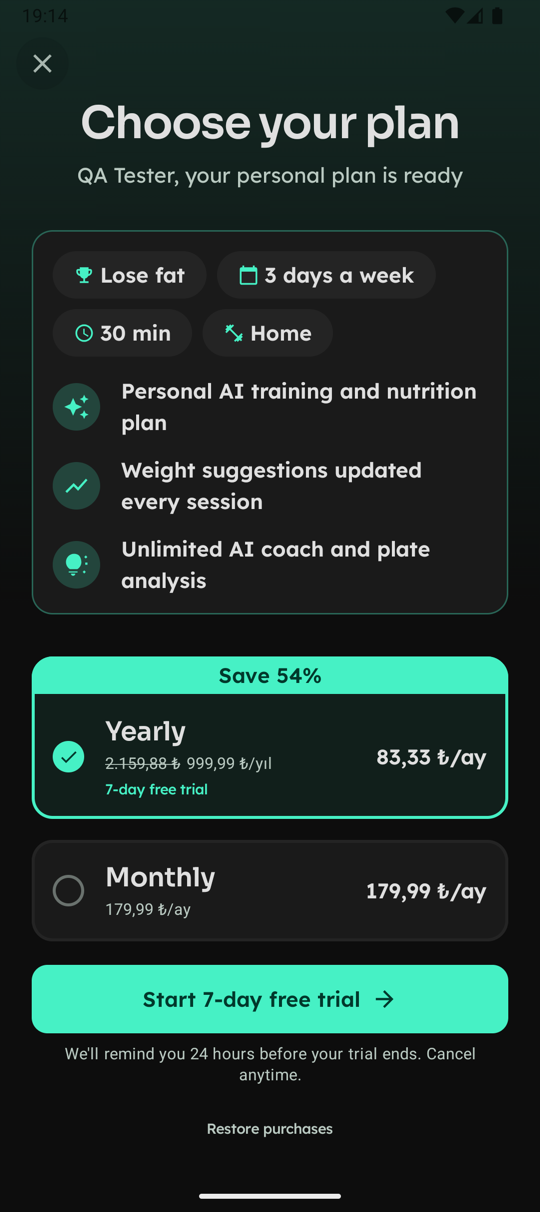 19:14
Choose your plan
QA Tester, your personal plan is ready
Lose fat
3 days a week
30 min
Home
Personal AI training and nutrition
plan
Weight suggestions updated
every session
Unlimited AI coach and plate
analysis
Save 54%
Yearly
2.159,88 ₺ 999,99 ₺/yıl
83,33 ₺/ay
7-day free trial
Monthly
179,99 ₺/ay
179,99 ₺/ay
Start 7-day free trial
We'll remind you 24 hours before your trial ends. Cancel
anytime.
Restore purchases